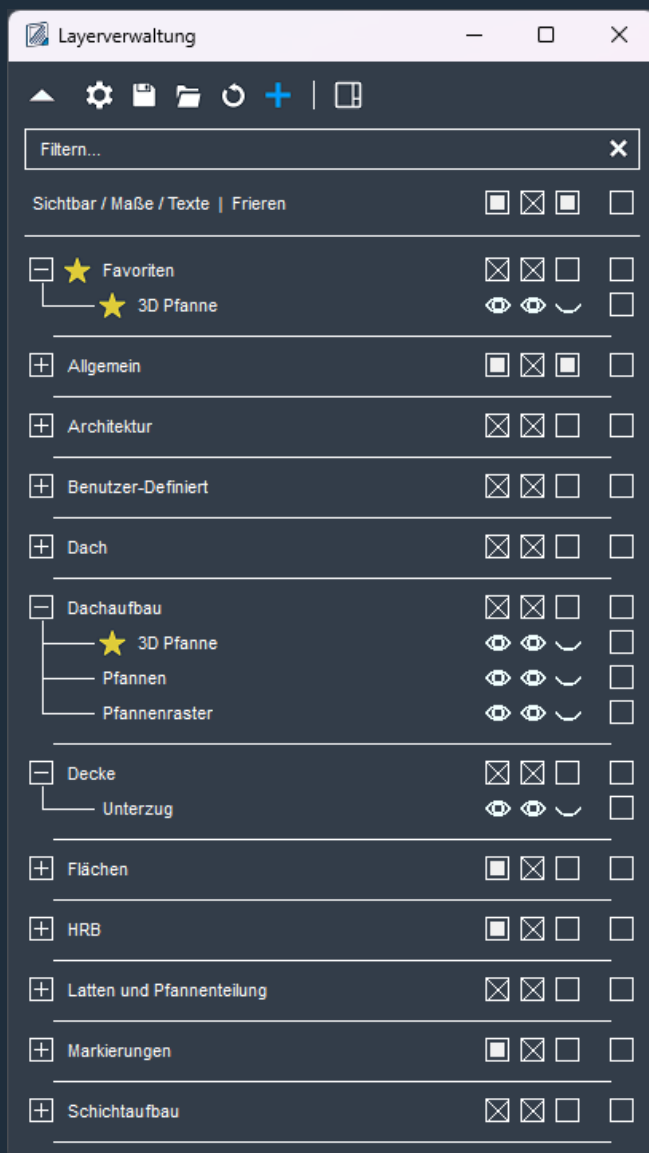 Layerverwaltung
Filtern...
Sichtbar / Maße / Texte | Frieren
Favoriten
3D Pfanne
Allgemein
Architektur
Benutzer-Definiert
Dach
Dachaufbau
3D Pfanne
Pfannen
Pfannenraster
Decke
Unterzug
Flächen
HRB
Latten und Pfannenteilung
Markierungen
Schichtaufbau